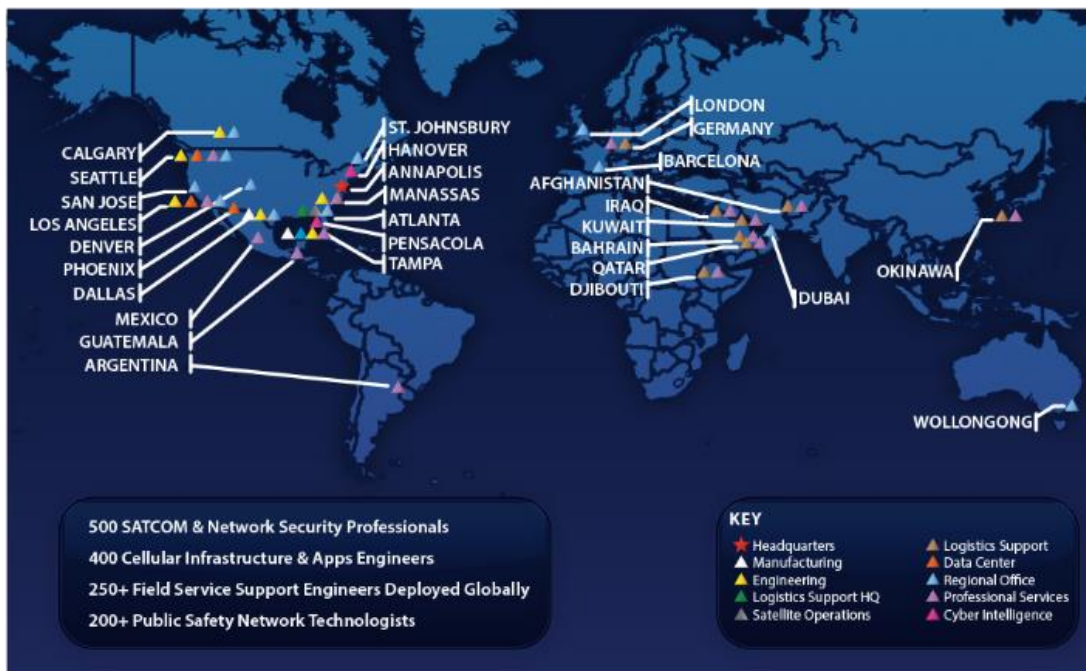 CALGARY
SEATTLE
SAN JOSE
LOS ANGELES
DENVER
PHOENIX
DALLAS
MEXICO
GUATEMALA
ARGENTINA
ST. JOHNSBURY
HANOVER
ANNAPOLIS
MANASSAS
ATLANTA
PENSACOLA
TAMPA
LONDON
GERMANY
BARCELONA
AFGHANISTAN
IRAQ
KUWAIT
BAHRAIN
QATAR
DJIBOUTI
DUBAI
OKINAWA
WOLLONGONG
500 SATCOM & Network Security Professionals
400 Cellular Infrastructure & Apps Engineers
250+ Field Service Support Engineers Deployed Globally
200+ Public Safety Network Technologists
KEY
Headquarters
Manufacturing
Engineering
Logistics Support HQ
Satellite Operations
Logistics Support
Data Center
Regional Office
Professional Services
Cyber Intelligence